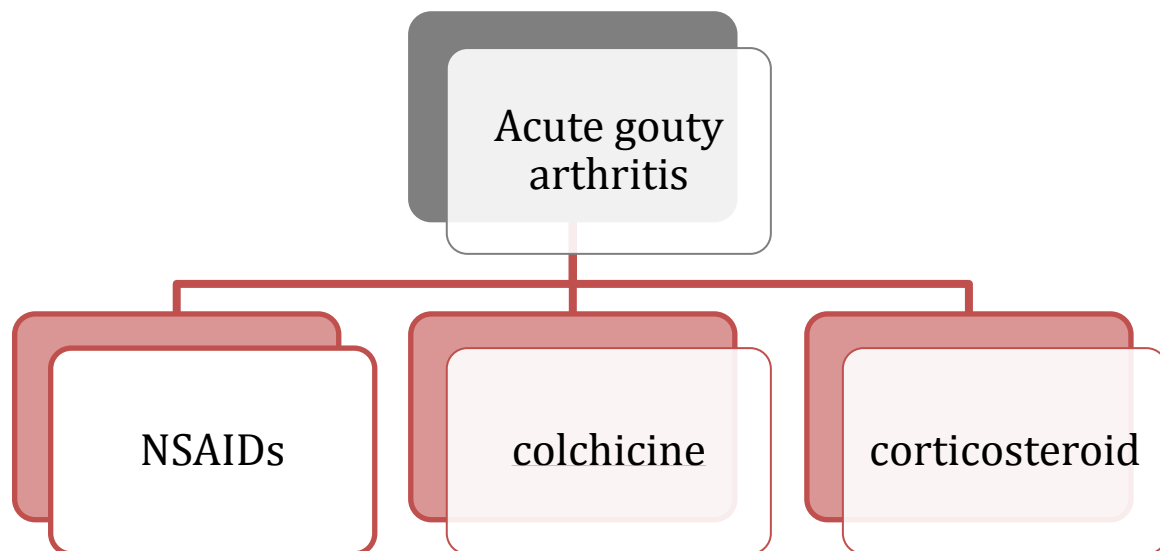 Acute gouty
arthritis
NSAIDs
colchicine
corticosteroid